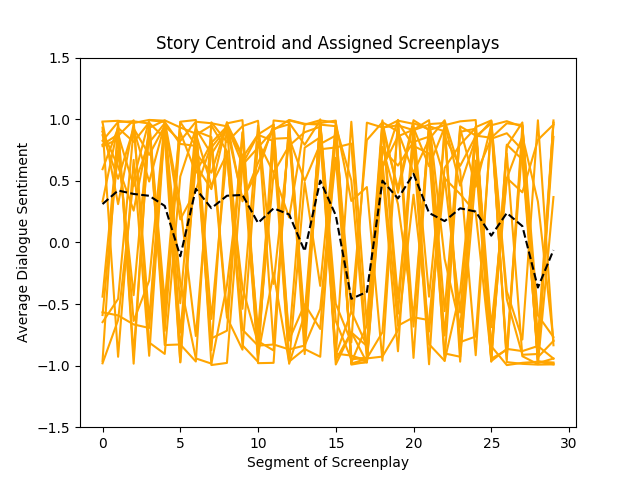 Story Centroid and Assigned Screenplays
1.5
1.0
0.5
0.0
−0.5
−1.0
−1.5
Average Dialogue Sentiment
0 5 10 15 20 25 30
Segment of Screenplay